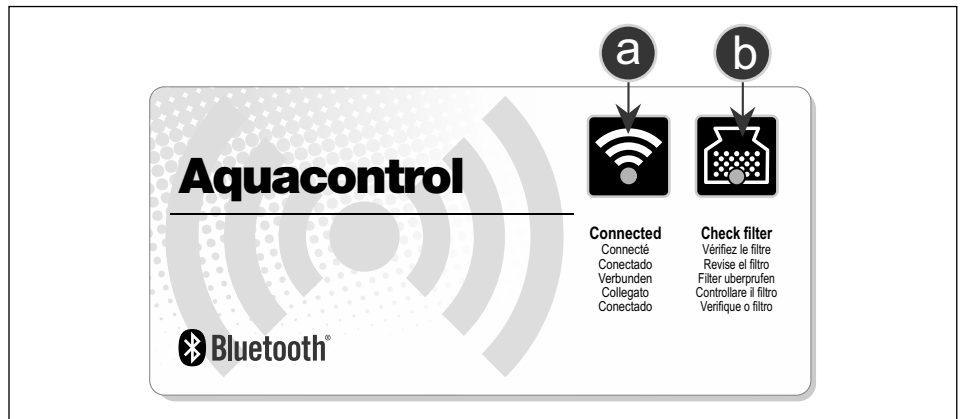 a b
Aquacontrol
Connected
Connecté
Conectado
Verbunden
Collegato
Conectado
Check filter
Vérifiez le filtre
Revise el filtro
Filter uberprufen
Controllare il filtro
Verifique o filtro
Bluetooth®